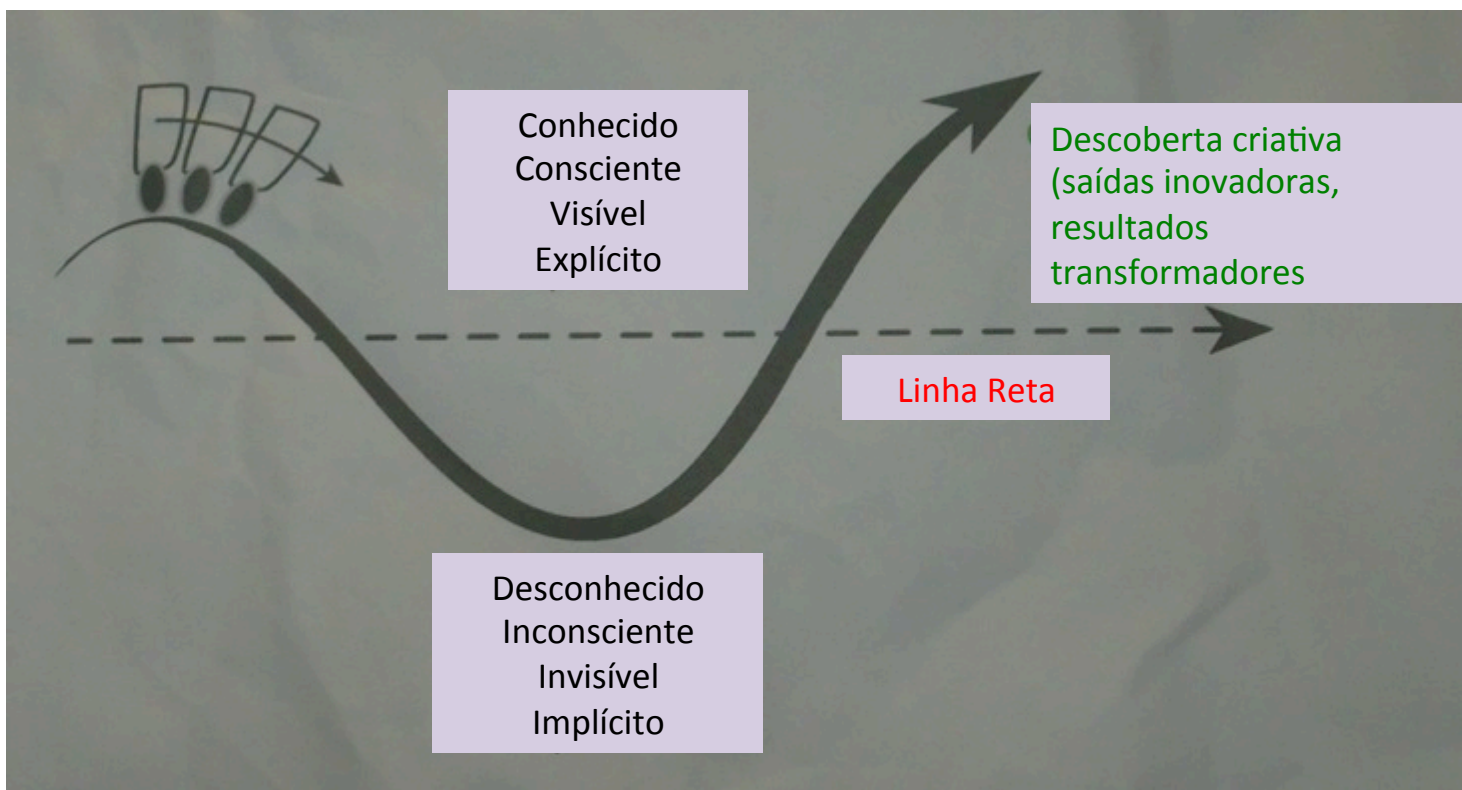 Conhecido
Consciente
Visível
Explícito
Descoberta criativa
(saídas inovadoras,
resultados
transformadores
Linha Reta
Desconhecido
Inconsciente
Invisível
Implícito